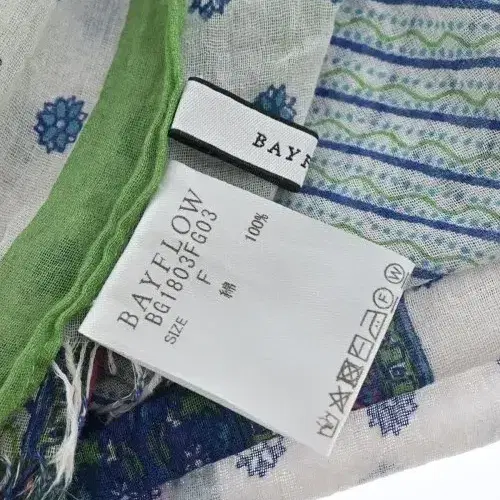 BAYF
BAYFLOW
BG1803FG03
SIZE F
綿 100%
F
W